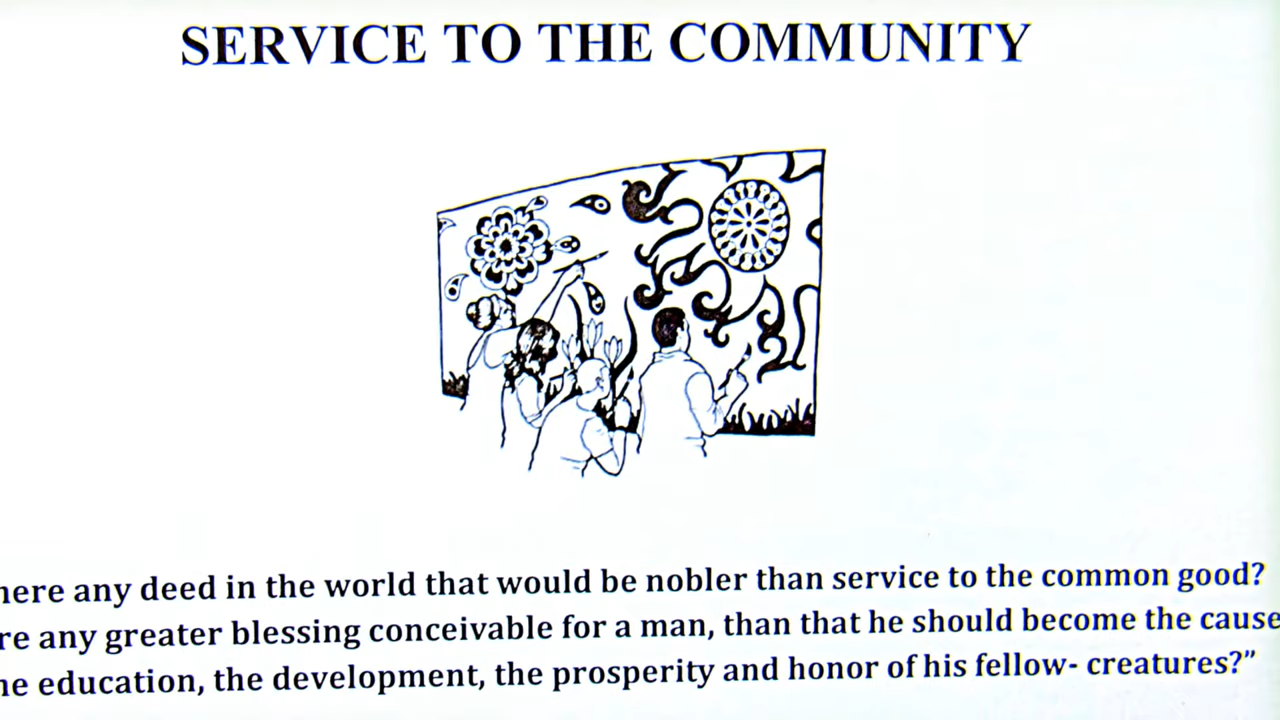 SERVICE TO THE COMMUNITY
here any deed in the world that would be nobler than service to the common good?
re any greater blessing conceivable for a man, than that he should become the cause
he education, the development, the prosperity and honor of his fellow- creatures?”